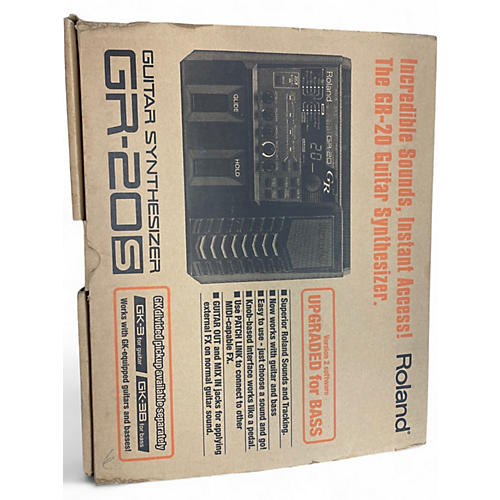 Incredible Sounds, Instant Access!
The GR-20 Guitar Synthesizer.
Roland
Roland
GR-20
GR
20
GLIDE
HOLD
Version 2 software
UPGRADED for BASS
■ Superior Roland Sounds and Tracking.
■ Now works with guitar and bass
■ Easy to use - just choose a sound and go!
■ Knob-based interface works like a pedal.
■ Use PATCH LINK to connect to other
MIDI-capable FX.
■ GUITAR OUT and MIX IN jacks for applying
external FX on normal guitar sound.
GUITAR SYNTHESIZER
GR-20S
GK divided pickup available separately
GK-3 for guitar
GK-3B for bass
Works with GK-equipped guitars and basses!